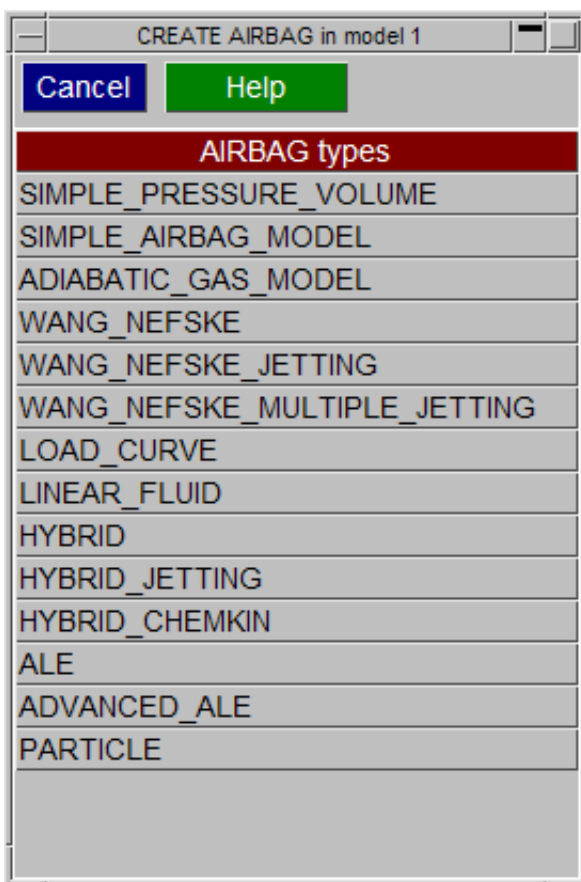 CREATE AIRBAG in model 1
Cancel Help
AIRBAG types
SIMPLE_PRESSURE_VOLUME
SIMPLE_AIRBAG_MODEL
ADIABATIC_GAS_MODEL
WANG_NEFSKE
WANG_NEFSKE_JETTING
WANG_NEFSKE_MULTIPLE_JETTING
LOAD_CURVE
LINEAR_FLUID
HYBRID
HYBRID_JETTING
HYBRID_CHEMKIN
ALE
ADVANCED_ALE
PARTICLE